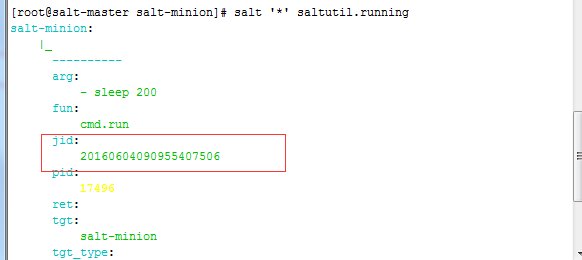 [root@salt-master salt-minion]# salt '*' saltutil.running
salt-minion:
|_
----------
arg:
- sleep 200
fun:
cmd.run
jid:
20160604090955407506
pid:
17496
ret:
tgt:
salt-minion
tgt_type: